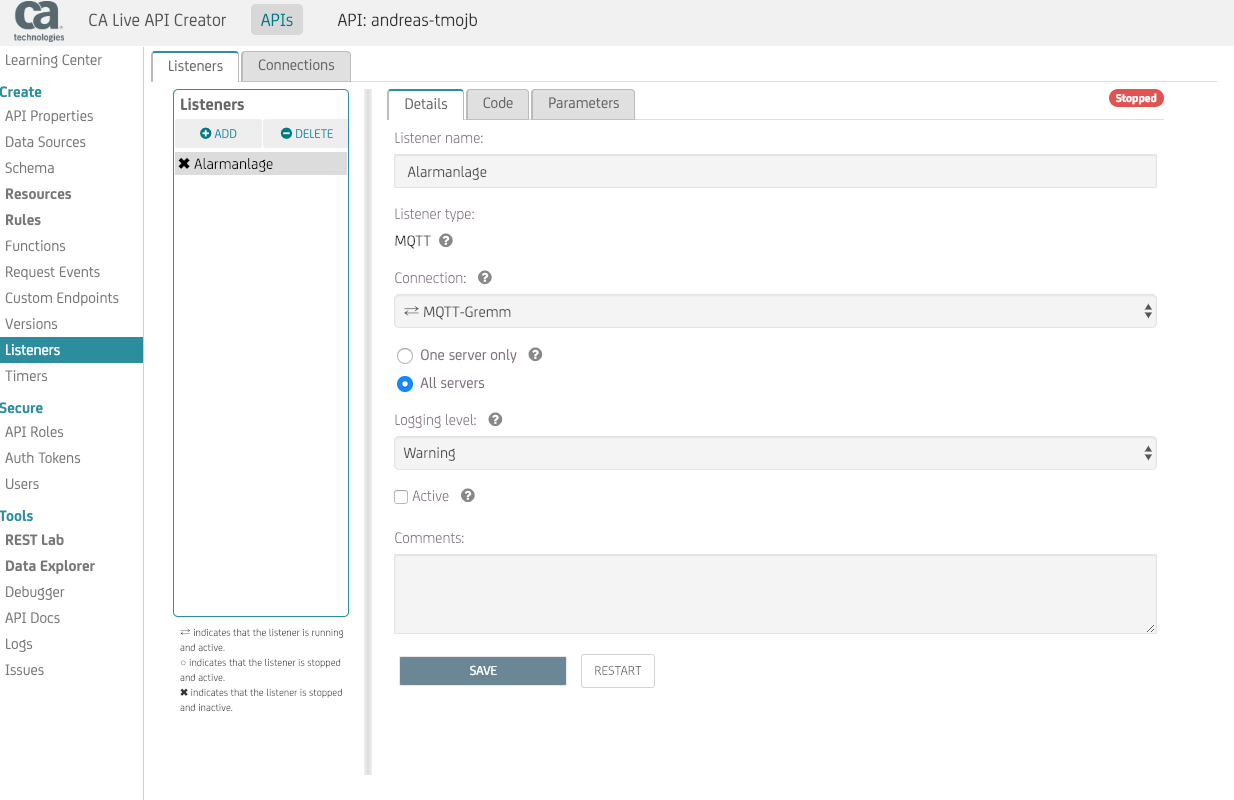 ca
technologies
CA Live API Creator
APIs
API: andreas-tmojb
Learning Center
Create
API Properties
Data Sources
Schema
Resources
Rules
Functions
Request Events
Custom Endpoints
Versions
Listeners
Timers
Secure
API Roles
Auth Tokens
Users
Tools
REST Lab
Data Explorer
Debugger
API Docs
Logs
Issues
Listeners
Connections
Listeners
ADD
DELETE
✖ Alarmanlage
⇄ indicates that the listener is running
and active.
○ indicates that the listener is stopped
and active.
✖ indicates that the listener is stopped
and inactive.
Details
Code
Parameters
Stopped
Listener name:
Alarmanlage
Listener type:
MQTT ?
Connection: ?
⇄ MQTT-Gremm
One server only ?
All servers
Logging level: ?
Warning
Active ?
Comments:
SAVE
RESTART